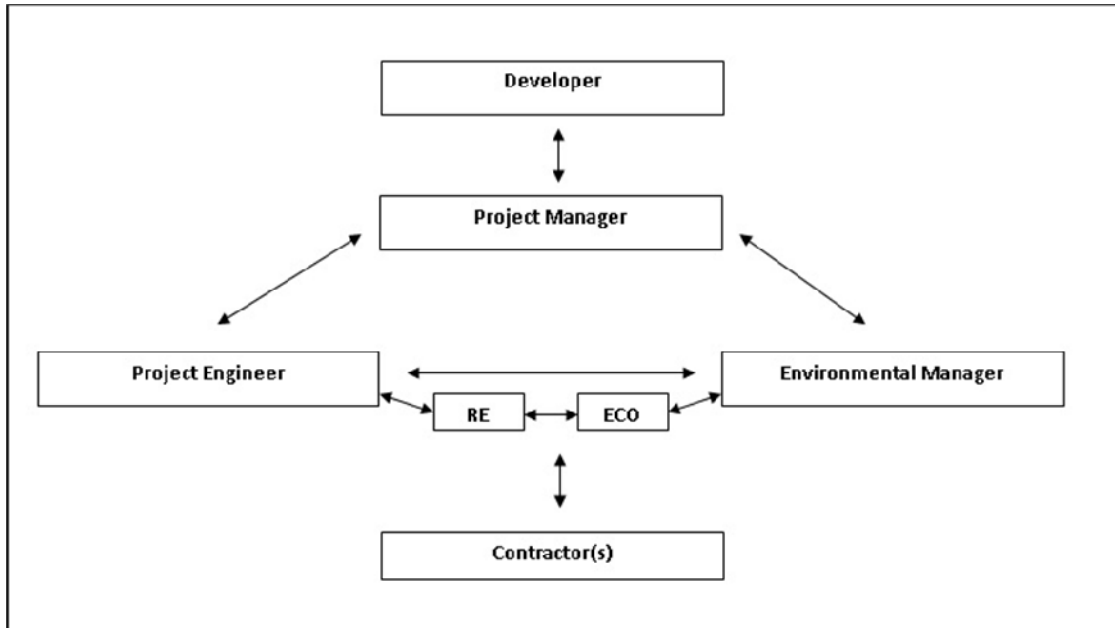 Developer
Project Manager
Project Engineer
Environmental Manager
RE
ECO
Contractor(s)